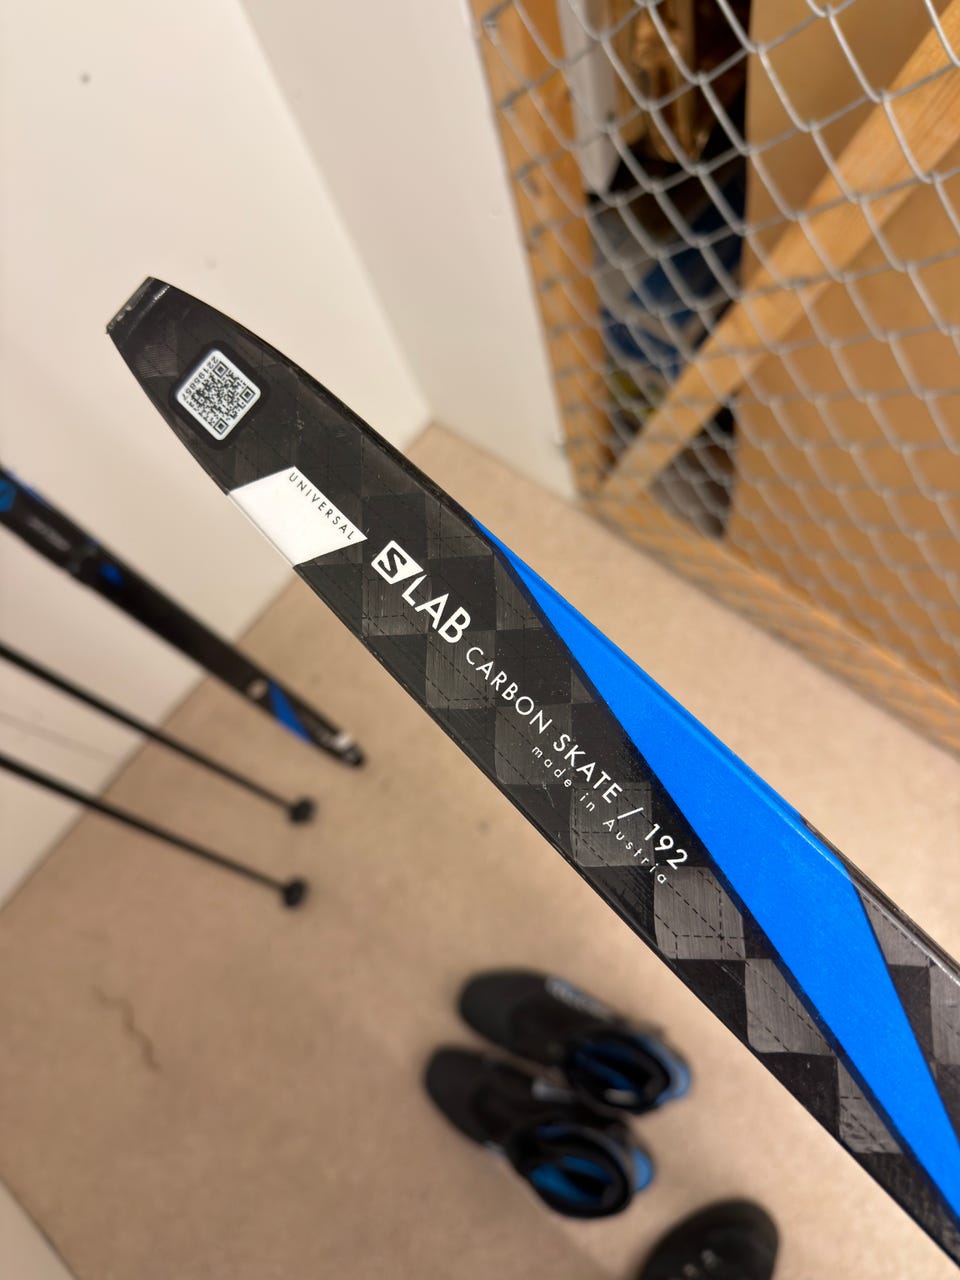 UNIVERSAL
S LAB CARBON SKATE / 192
made in Austria